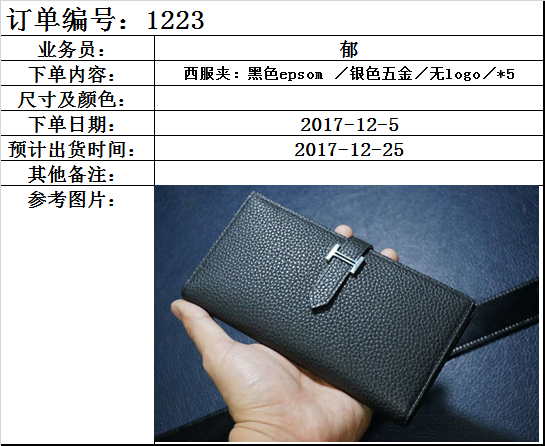 订单编号：1223
业务员： 郁
下单内容： 西服夹：黑色epsom ／银色五金／无logo／*5
尺寸及颜色：
下单日期： 2017-12-5
预计出货时间： 2017-12-25
其他备注：
参考图片：